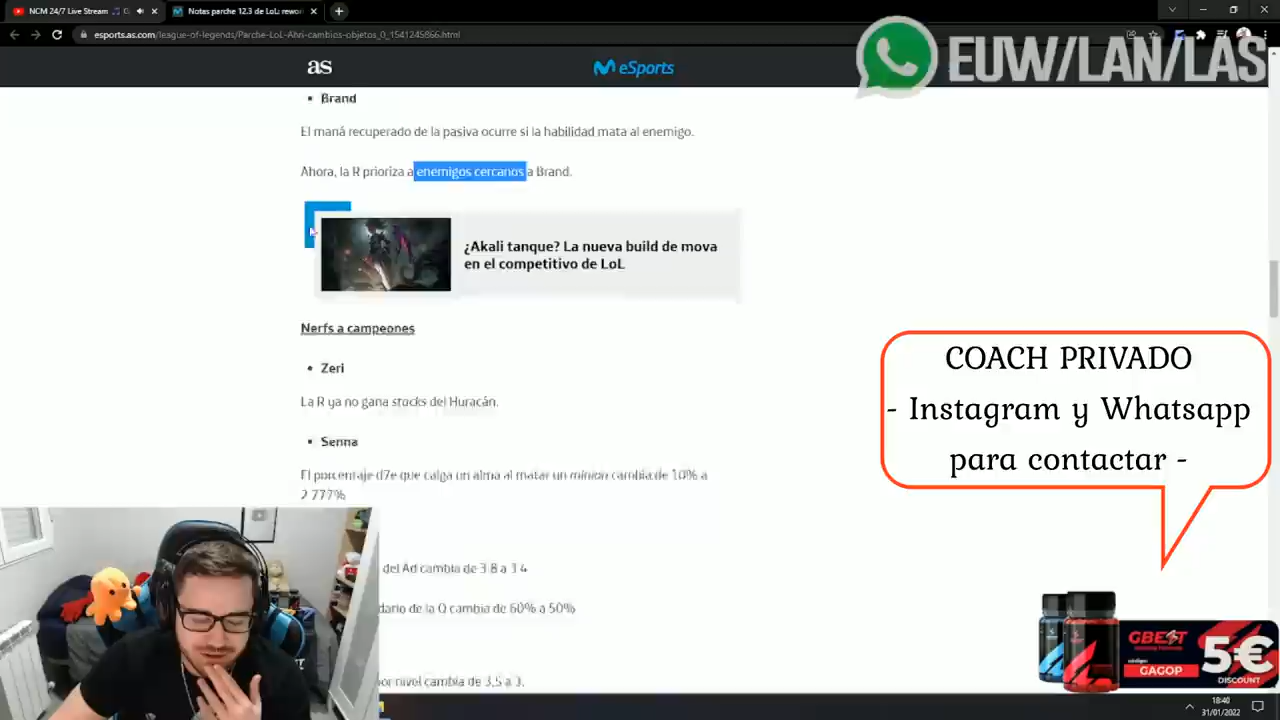 NCM 24/7 Live Stream
Notas parche 12.3 de LoL: rewor
esports.as.com/league-of-legends/Parche-LoL-Ahri-cambios-objetos_0_1541245866.html
as
eSports
EUW/LAN/LAS
Brand
El maná recuperado de la pasiva ocurre si la habilidad mata al enemigo.
Ahora, la R prioriza a enemigos cercanos a Brand.
¿Akali tanque? La nueva build de mova
en el competitivo de LoL
Nerfs a campeones
Zeri
La R ya no gana stacks del Huracán.
Senna
El porcentaje d7e que caiga un alma al matar un minion cambia de 10% a
2.777%
del Ad cambia de 3.8 a 3.4
dario de la Q cambia de 60% a 50%
por nivel cambia de 3,5 a 3.
COACH PRIVADO
- Instagram y Whatsapp
para contactar -
GBEST
código:
GAGOP
5€
DISCOUNT
18:40
31/01/2022